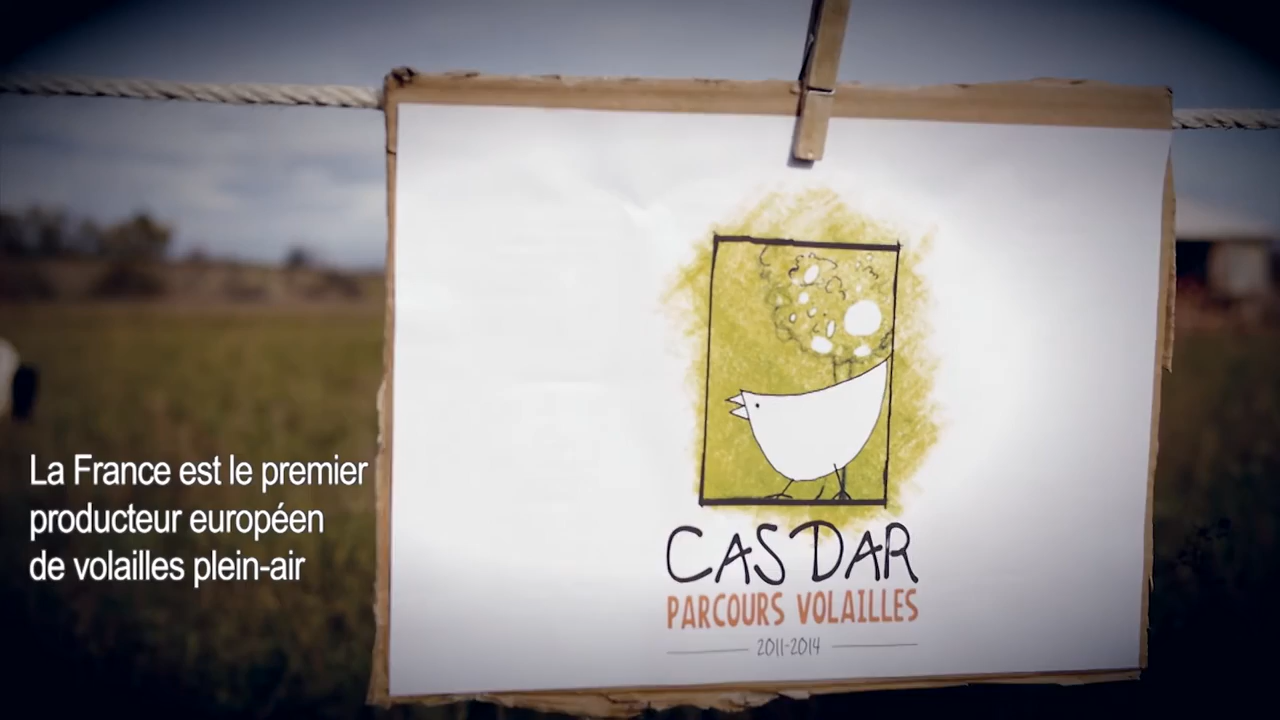 La France est le premier
producteur européen
de volailles plein-air
CAS DAR
PARCOURS VOLAILLES
2011-2014